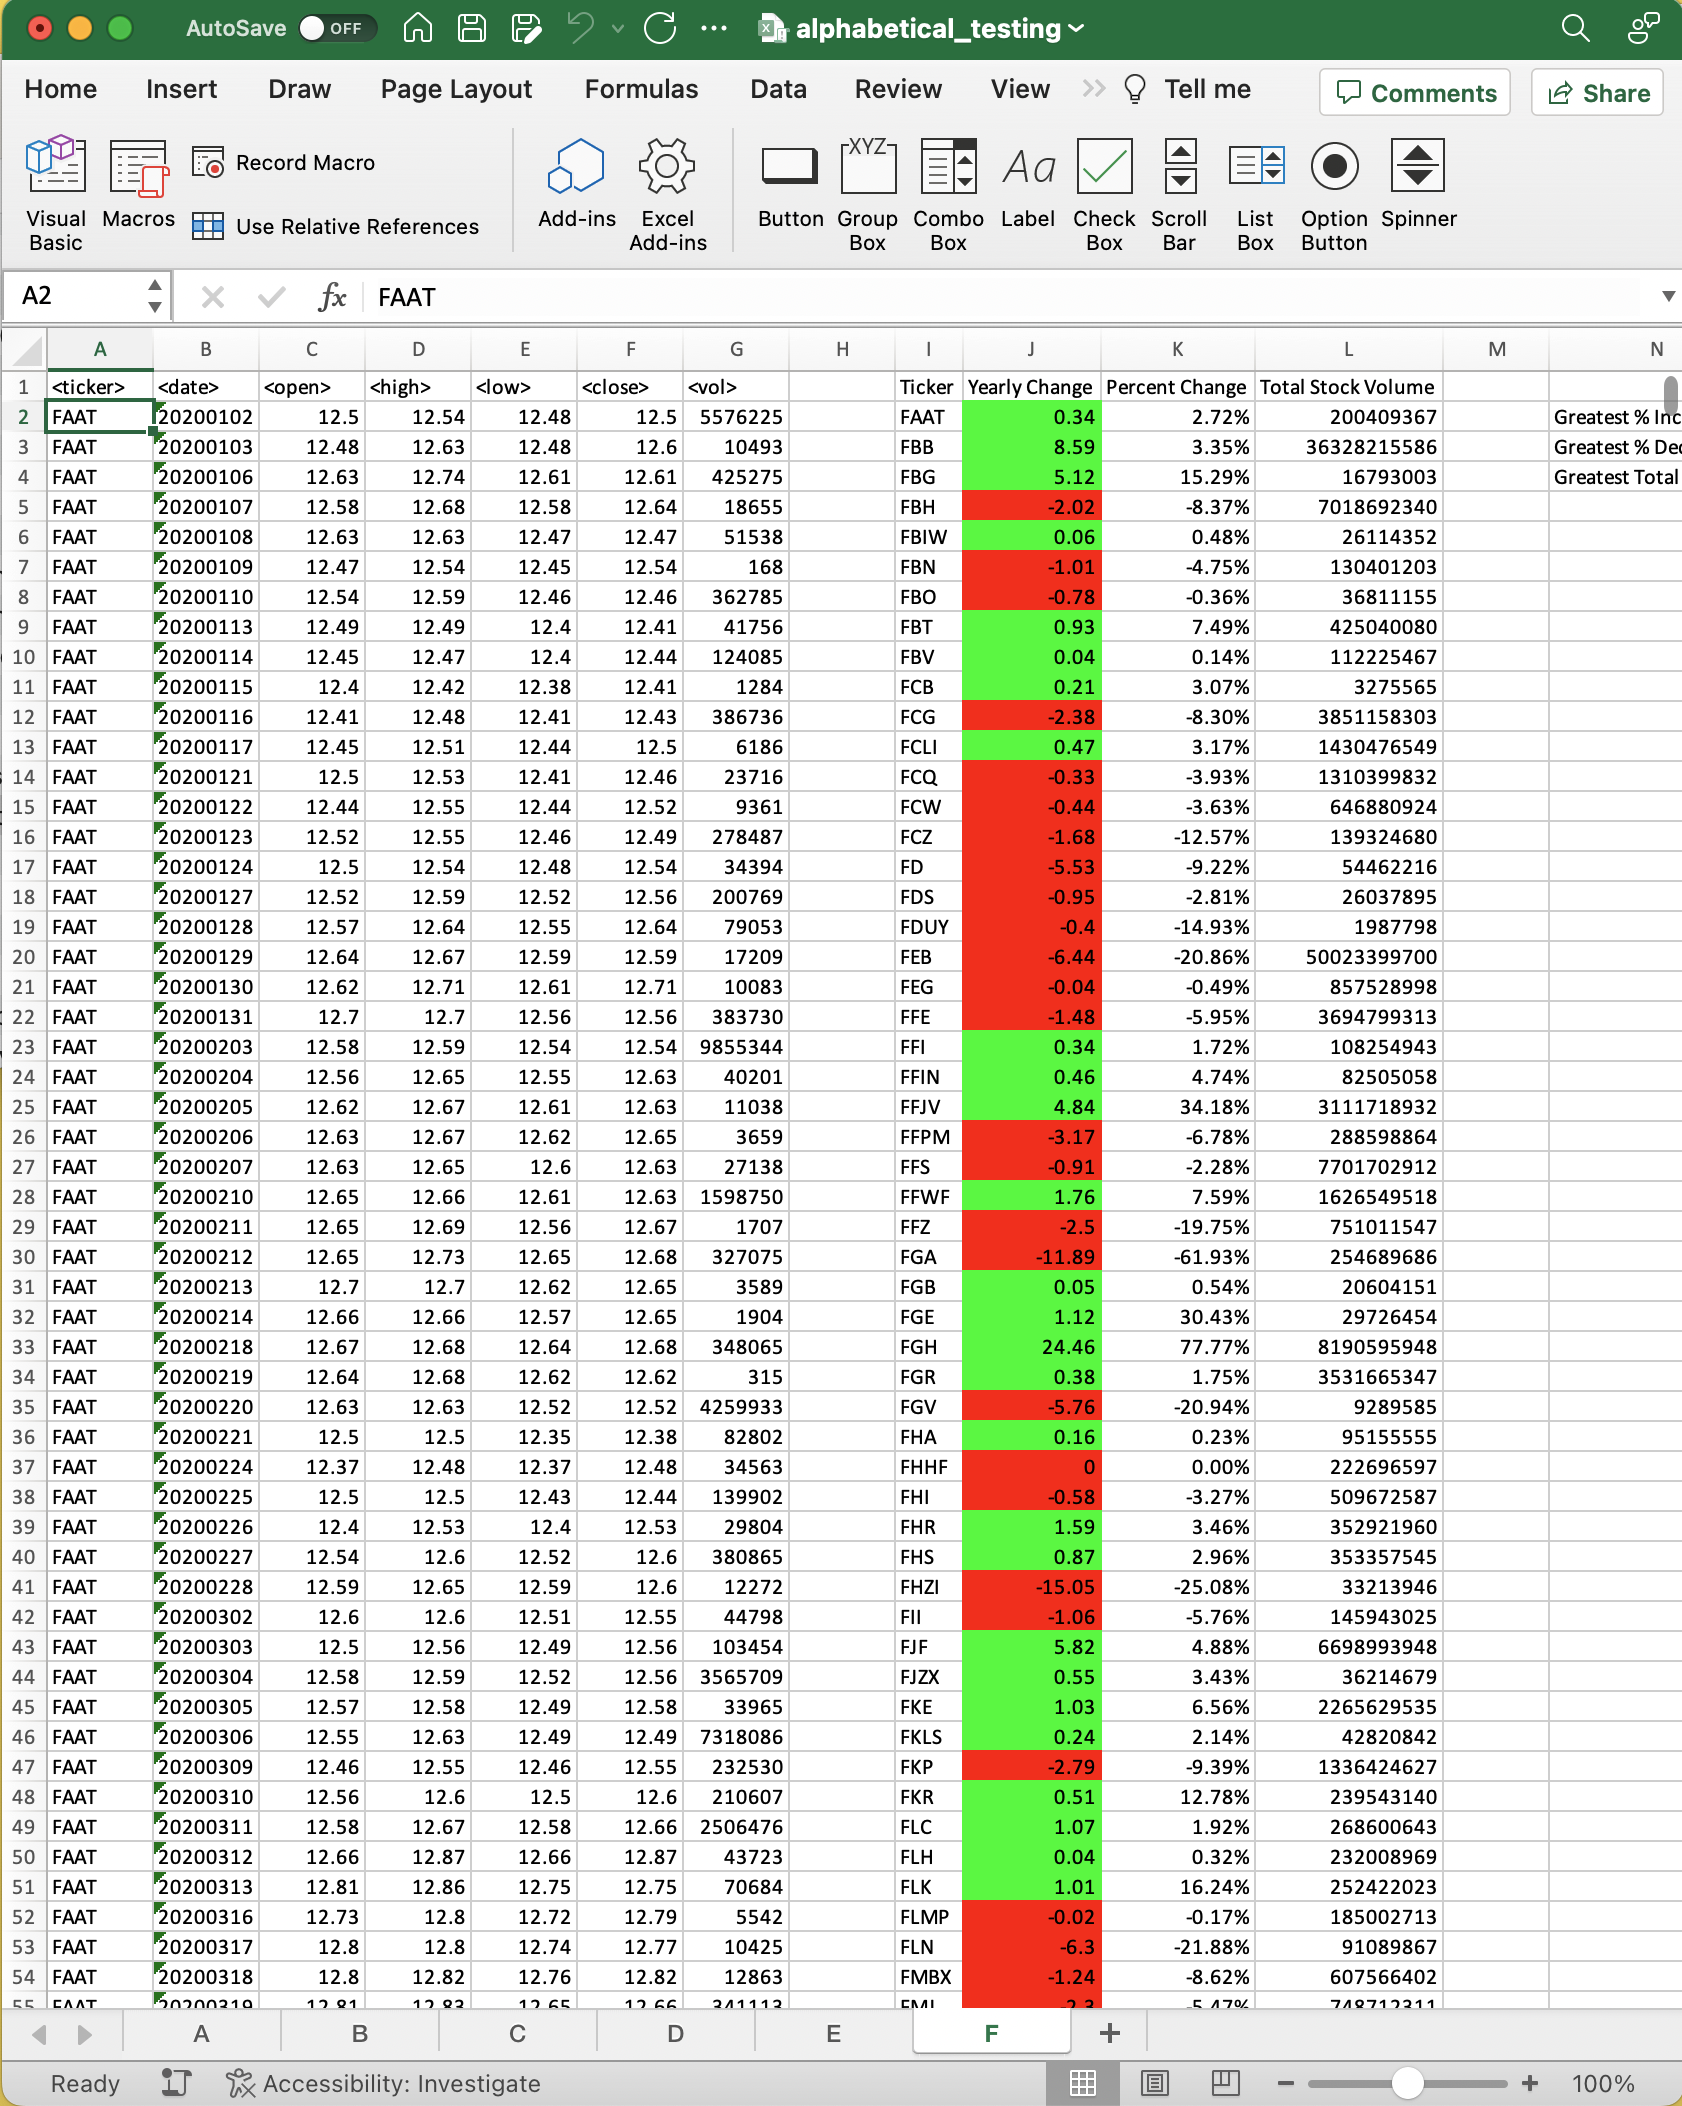 AutoSave OFF alphabetical_testing
Home Insert Draw Page Layout Formulas Data Review View Tell me Comments Share
Visual Basic Macros Record Macro Use Relative References Add-ins Excel Add-ins Button Group Box Combo Box Label Check Box Scroll Bar List Box Option Button Spinner
A2 fx FAAT
A B C D E F G H I J K L M N
1 <ticker> <date> <open> <high> <low> <close> <vol> Ticker Yearly Change Percent Change Total Stock Volume
2 FAAT 20200102 12.5 12.54 12.48 12.5 5576225 FAAT 0.34 2.72% 200409367 Greatest % Inc
3 FAAT 20200103 12.48 12.63 12.48 12.6 10493 FBB 8.59 3.35% 36328215586 Greatest % Dec
4 FAAT 20200106 12.63 12.74 12.61 12.61 425275 FBG 5.12 15.29% 16793003 Greatest Total
5 FAAT 20200107 12.58 12.68 12.58 12.64 18655 FBH -2.02 -8.37% 7018692340
6 FAAT 20200108 12.63 12.63 12.47 12.47 51538 FBIW 0.06 0.48% 26114352
7 FAAT 20200109 12.47 12.54 12.45 12.54 168 FBN -1.01 -4.75% 130401203
8 FAAT 20200110 12.54 12.59 12.46 12.46 362785 FBO -0.78 -0.36% 36811155
9 FAAT 20200113 12.49 12.49 12.4 12.41 41756 FBT 0.93 7.49% 425040080
10 FAAT 20200114 12.45 12.47 12.4 12.44 124085 FBV 0.04 0.14% 112225467
11 FAAT 20200115 12.4 12.42 12.38 12.41 1284 FCB 0.21 3.07% 3275565
12 FAAT 20200116 12.41 12.48 12.41 12.43 386736 FCG -2.38 -8.30% 3851158303
13 FAAT 20200117 12.45 12.51 12.44 12.5 6186 FCLI 0.47 3.17% 1430476549
14 FAAT 20200121 12.5 12.53 12.41 12.46 23716 FCQ -0.33 -3.93% 1310399832
15 FAAT 20200122 12.44 12.55 12.44 12.52 9361 FCW -0.44 -3.63% 646880924
16 FAAT 20200123 12.52 12.55 12.46 12.49 278487 FCZ -1.68 -12.57% 139324680
17 FAAT 20200124 12.5 12.54 12.48 12.54 34394 FD -5.53 -9.22% 54462216
18 FAAT 20200127 12.52 12.59 12.52 12.56 200769 FDS -0.95 -2.81% 26037895
19 FAAT 20200128 12.57 12.64 12.55 12.64 79053 FDUY -0.4 -14.93% 1987798
20 FAAT 20200129 12.64 12.67 12.59 12.59 17209 FEB -6.44 -20.86% 50023399700
21 FAAT 20200130 12.62 12.71 12.61 12.71 10083 FEG -0.04 -0.49% 857528998
22 FAAT 20200131 12.7 12.7 12.56 12.56 383730 FFE -1.48 -5.95% 3694799313
23 FAAT 20200203 12.58 12.59 12.54 12.54 9855344 FFI 0.34 1.72% 108254943
24 FAAT 20200204 12.56 12.65 12.55 12.63 40201 FFIN 0.46 4.74% 82505058
25 FAAT 20200205 12.62 12.67 12.61 12.63 11038 FFJV 4.84 34.18% 3111718932
26 FAAT 20200206 12.63 12.67 12.62 12.65 3659 FFPM -3.17 -6.78% 288598864
27 FAAT 20200207 12.63 12.65 12.6 12.63 27138 FFS -0.91 -2.28% 7701702912
28 FAAT 20200210 12.65 12.66 12.61 12.63 1598750 FFWF 1.76 7.59% 1626549518
29 FAAT 20200211 12.65 12.69 12.56 12.67 1707 FFZ -2.5 -19.75% 751011547
30 FAAT 20200212 12.65 12.73 12.65 12.68 327075 FGA -11.89 -61.93% 254689686
31 FAAT 20200213 12.7 12.7 12.62 12.65 3589 FGB 0.05 0.54% 20604151
32 FAAT 20200214 12.66 12.66 12.57 12.65 1904 FGE 1.12 30.43% 29726454
33 FAAT 20200218 12.67 12.68 12.64 12.68 348065 FGH 24.46 77.77% 8190595948
34 FAAT 20200219 12.64 12.68 12.62 12.62 315 FGR 0.38 1.75% 3531665347
35 FAAT 20200220 12.63 12.63 12.52 12.52 4259933 FGV -5.76 -20.94% 9289585
36 FAAT 20200221 12.5 12.5 12.35 12.38 82802 FHA 0.16 0.23% 95155555
37 FAAT 20200224 12.37 12.48 12.37 12.48 34563 FHHF 0 0.00% 222696597
38 FAAT 20200225 12.5 12.5 12.43 12.44 139902 FHI -0.58 -3.27% 509672587
39 FAAT 20200226 12.4 12.53 12.4 12.53 29804 FHR 1.59 3.46% 352921960
40 FAAT 20200227 12.54 12.6 12.52 12.6 380865 FHS 0.87 2.96% 353357545
41 FAAT 20200228 12.59 12.65 12.59 12.6 12272 FHZI -15.05 -25.08% 33213946
42 FAAT 20200302 12.6 12.6 12.51 12.55 44798 FII -1.06 -5.76% 145943025
43 FAAT 20200303 12.5 12.56 12.49 12.56 103454 FJF 5.82 4.88% 6698993948
44 FAAT 20200304 12.58 12.59 12.52 12.56 3565709 FJZX 0.55 3.43% 36214679
45 FAAT 20200305 12.57 12.58 12.49 12.58 33965 FKE 1.03 6.56% 2265629535
46 FAAT 20200306 12.55 12.63 12.49 12.49 7318086 FKLS 0.24 2.14% 42820842
47 FAAT 20200309 12.46 12.55 12.46 12.55 232530 FKP -2.79 -9.39% 1336424627
48 FAAT 20200310 12.56 12.6 12.5 12.6 210607 FKR 0.51 12.78% 239543140
49 FAAT 20200311 12.58 12.67 12.58 12.66 2506476 FLC 1.07 1.92% 268600643
50 FAAT 20200312 12.66 12.87 12.66 12.87 43723 FLH 0.04 0.32% 232008969
51 FAAT 20200313 12.81 12.86 12.75 12.75 70684 FLK 1.01 16.24% 252422023
52 FAAT 20200316 12.73 12.8 12.72 12.79 5542 FLMP -0.02 -0.17% 185002713
53 FAAT 20200317 12.8 12.8 12.74 12.77 10425 FLN -6.3 -21.88% 91089867
54 FAAT 20200318 12.8 12.82 12.76 12.82 12863 FMBX -1.24 -8.62% 607566402
55 FAAT 20200319 12.81 12.83 12.65 12.66 341113 -2.3 -5.47% 748712311
A B C D E F +
Ready Accessibility: Investigate 100%